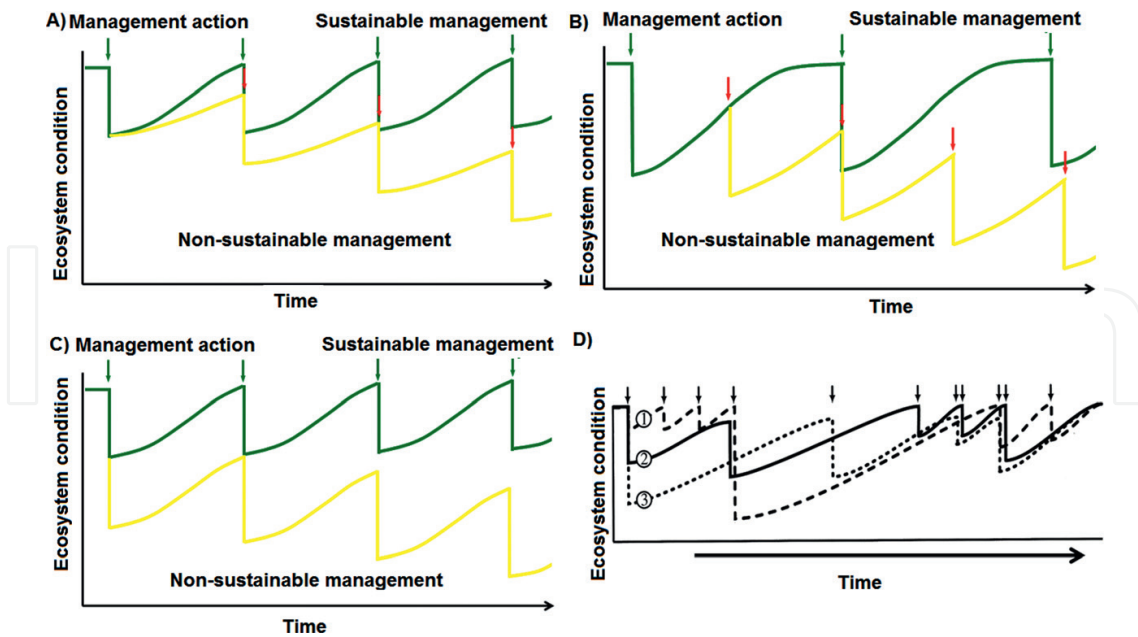 A) Management action Sustainable management
Ecosystem condition
Non-sustainable management
Time
B) Management action Sustainable management
Ecosystem condition
Non-sustainable management
Time
C) Management action Sustainable management
Ecosystem condition
Non-sustainable management
Time
D)
Ecosystem condition
1
2
3
Time